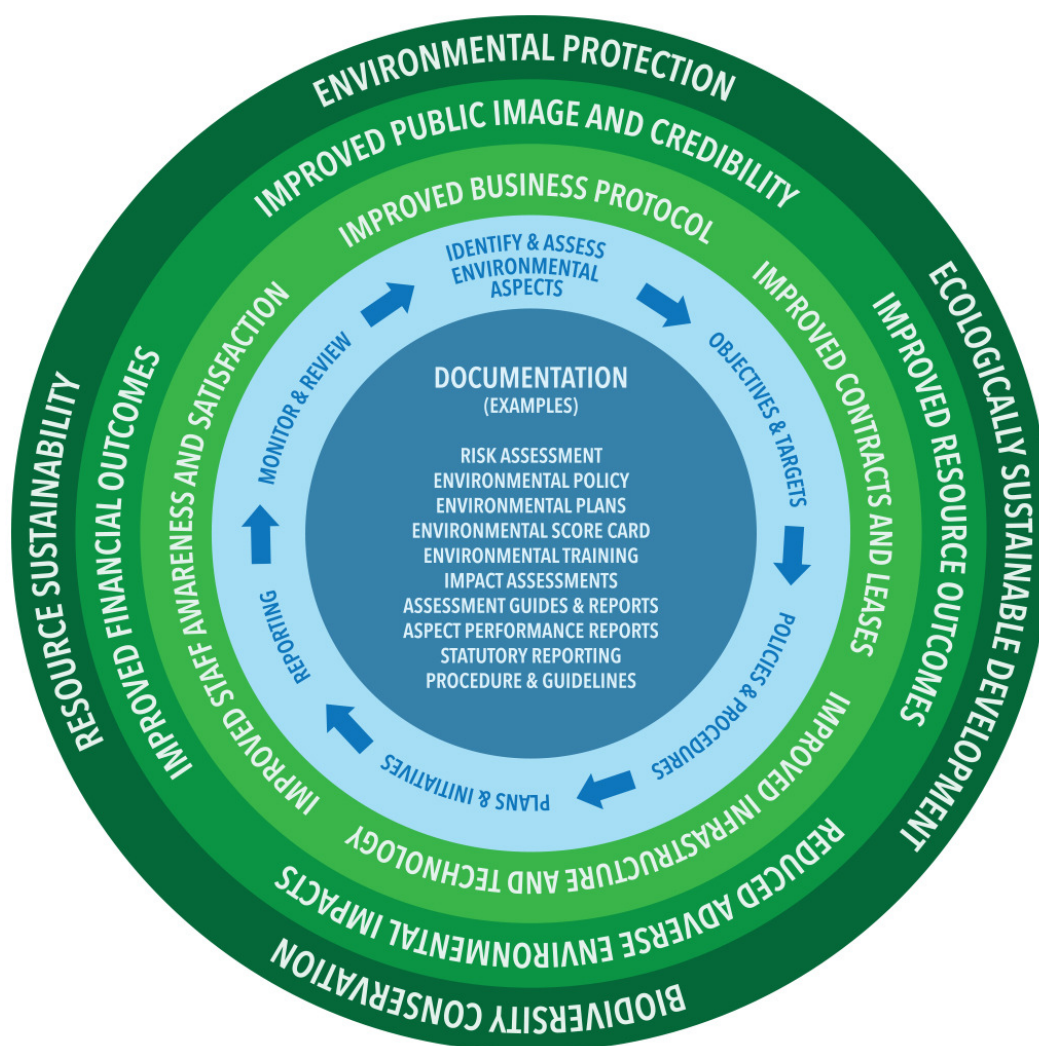 ENVIRONMENTAL PROTECTION
ECOLOGICALLY SUSTAINABLE DEVELOPMENT
BIODIVERSITY CONSERVATION
RESOURCE SUSTAINABILITY
IMPROVED PUBLIC IMAGE AND CREDIBILITY
IMPROVED RESOURCE OUTCOMES
REDUCED ADVERSE ENVIRONMENTAL IMPACTS
IMPROVED FINANCIAL OUTCOMES
IMPROVED BUSINESS PROTOCOL
IMPROVED CONTRACTS AND LEASES
IMPROVED INFRASTRUCTURE AND TECHNOLOGY
IMPROVED STAFF AWARENESS AND SATISFACTION
IDENTIFY & ASSESS
ENVIRONMENTAL
ASPECTS
OBJECTIVES & TARGETS
POLICIES & PROCEDURES
PLANS & INITIATIVES
REPORTING
MONITOR & REVIEW
DOCUMENTATION
(EXAMPLES)
RISK ASSESSMENT
ENVIRONMENTAL POLICY
ENVIRONMENTAL PLANS
ENVIRONMENTAL SCORE CARD
ENVIRONMENTAL TRAINING
IMPACT ASSESSMENTS
ASSESSMENT GUIDES & REPORTS
ASPECT PERFORMANCE REPORTS
STATUTORY REPORTING
PROCEDURE & GUIDELINES